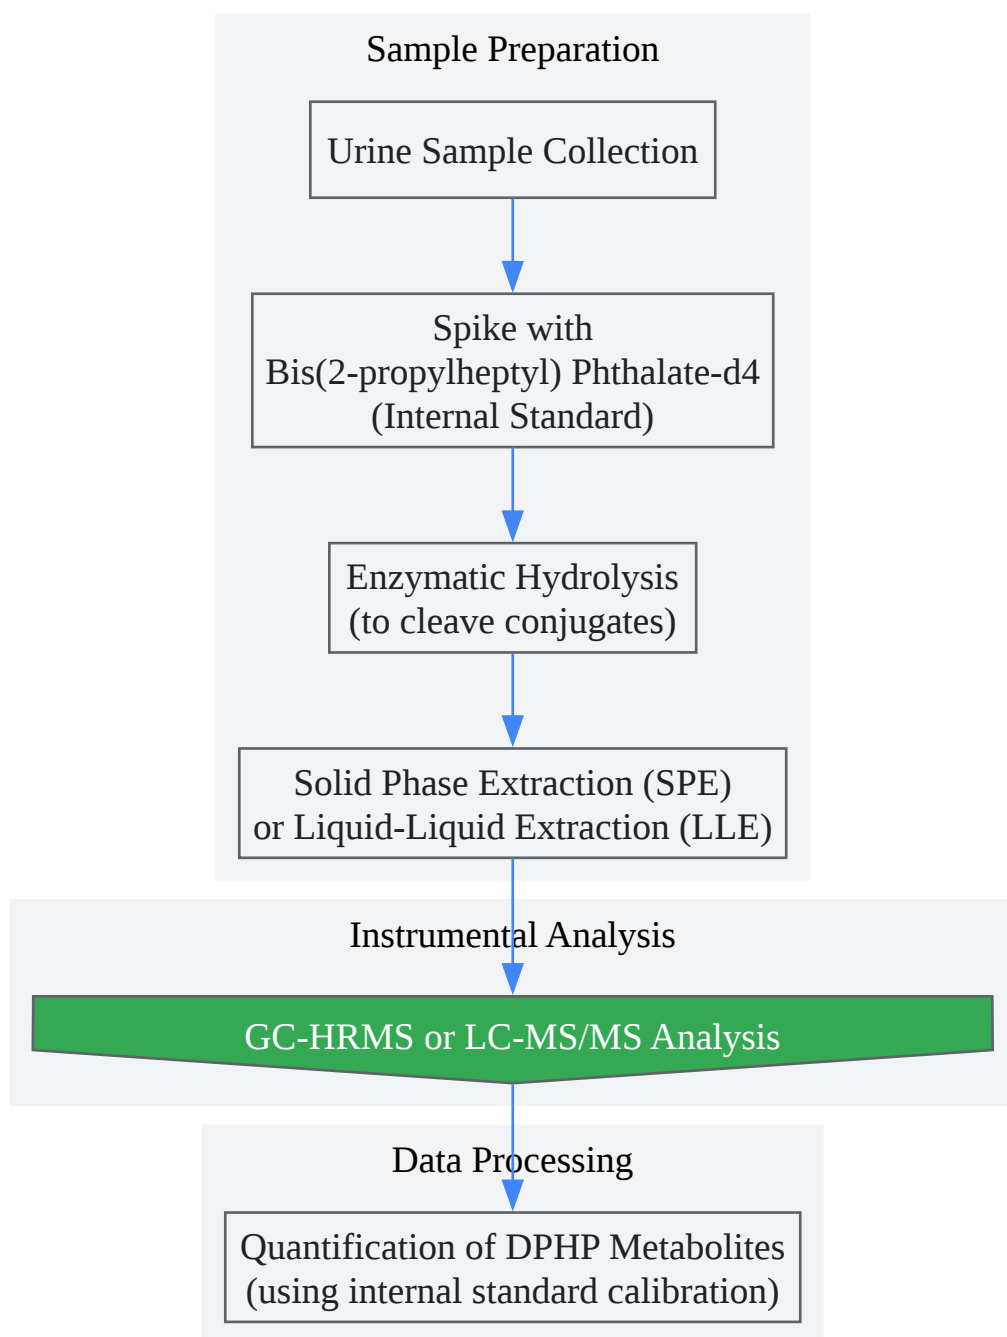 Sample Preparation
Urine Sample Collection
Spike with
Bis(2-propylheptyl) Phthalate-d4
(Internal Standard)
Enzymatic Hydrolysis
(to cleave conjugates)
Solid Phase Extraction (SPE)
or Liquid-Liquid Extraction (LLE)
Instrumental Analysis
GC-HRMS or LC-MS/MS Analysis
Data Processing
Quantification of DPHP Metabolites
(using internal standard calibration)